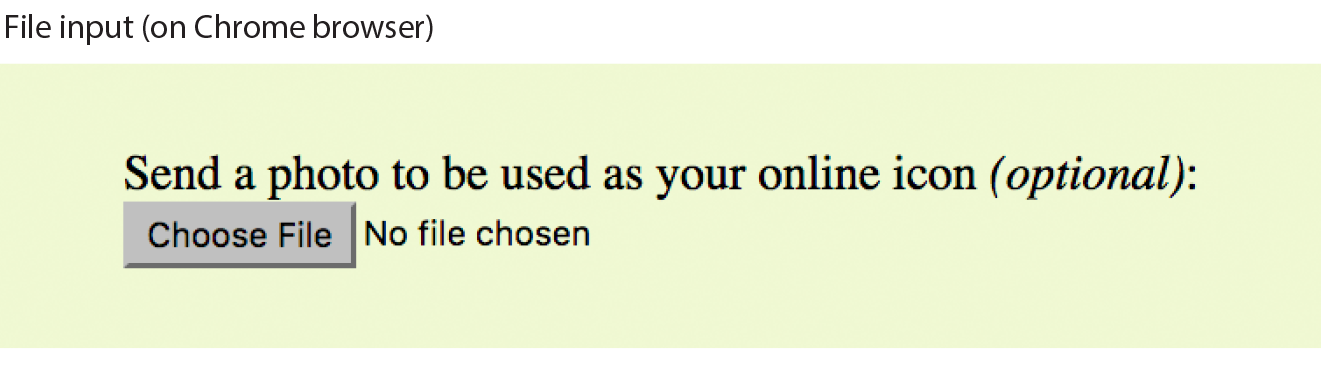 File input (on Chrome browser)
Send a photo to be used as your online icon (optional):
Choose File No file chosen